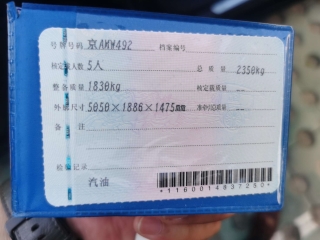 号牌号码 京AMW492 档案编号
核定载人数 5人 总质量 2350kg
整备质量 1830kg 核定载质量 --
外廓尺寸 5050×1886×1475mm 准牵引总质量 --
备注
检验记录
汽油
*1160014837250*